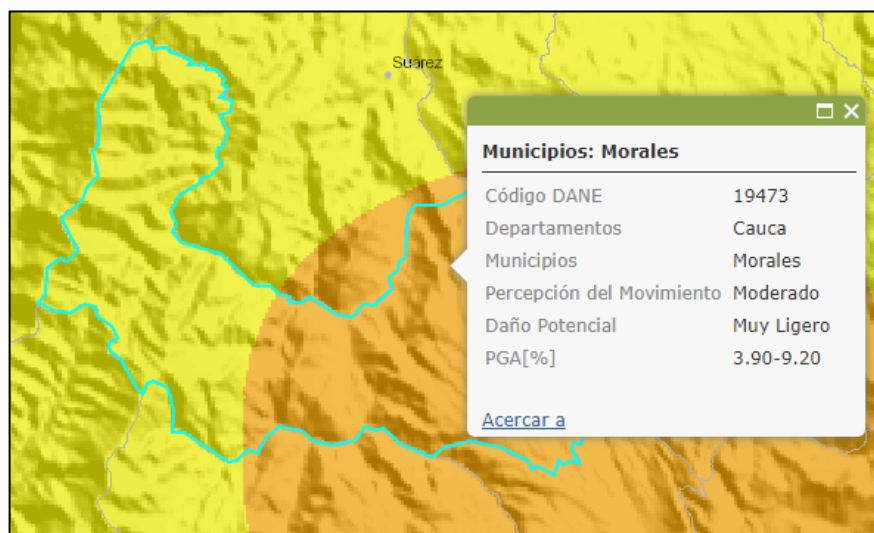 Suárez
Municipios: Morales
Código DANE 19473
Departamentos Cauca
Municipios Morales
Percepción del Movimiento Moderado
Daño Potencial Muy Ligero
PGA[%] 3.90-9.20
Acercar a